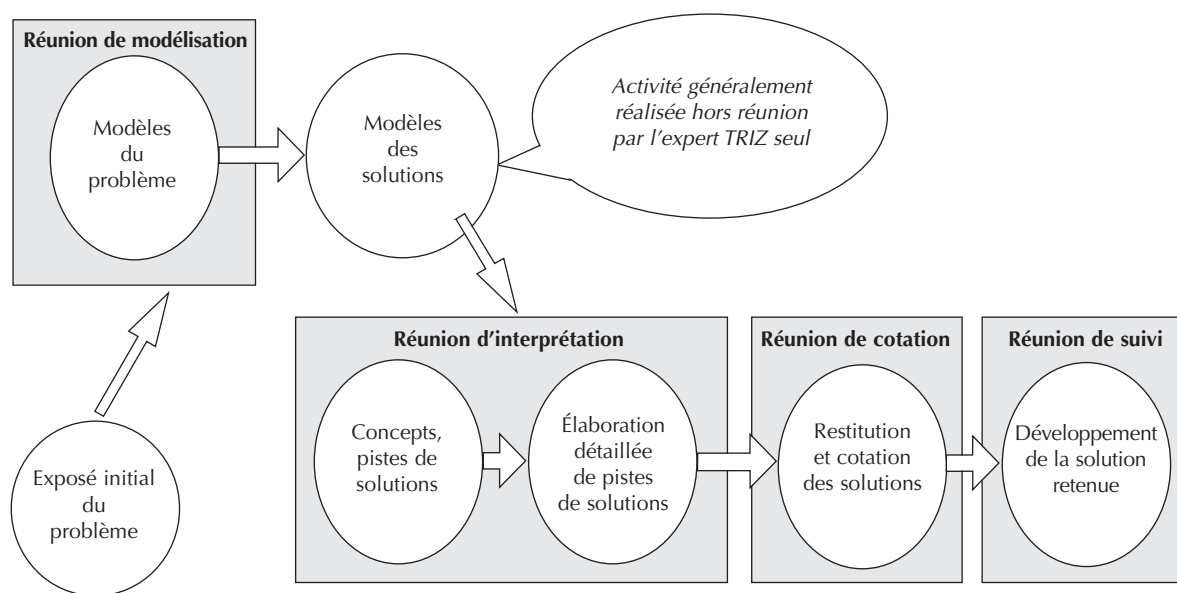 Réunion de modélisation
Modèles
du
problème
Modèles
des
solutions
Activité généralement
réalisée hors réunion
par l'expert TRIZ seul
Exposé initial
du
problème
Réunion d'interprétation
Concepts,
pistes de
solutions
Élaboration
détaillée
de pistes
de solutions
Réunion de cotation
Restitution
et cotation
des solutions
Réunion de suivi
Développement
de la solution
retenue